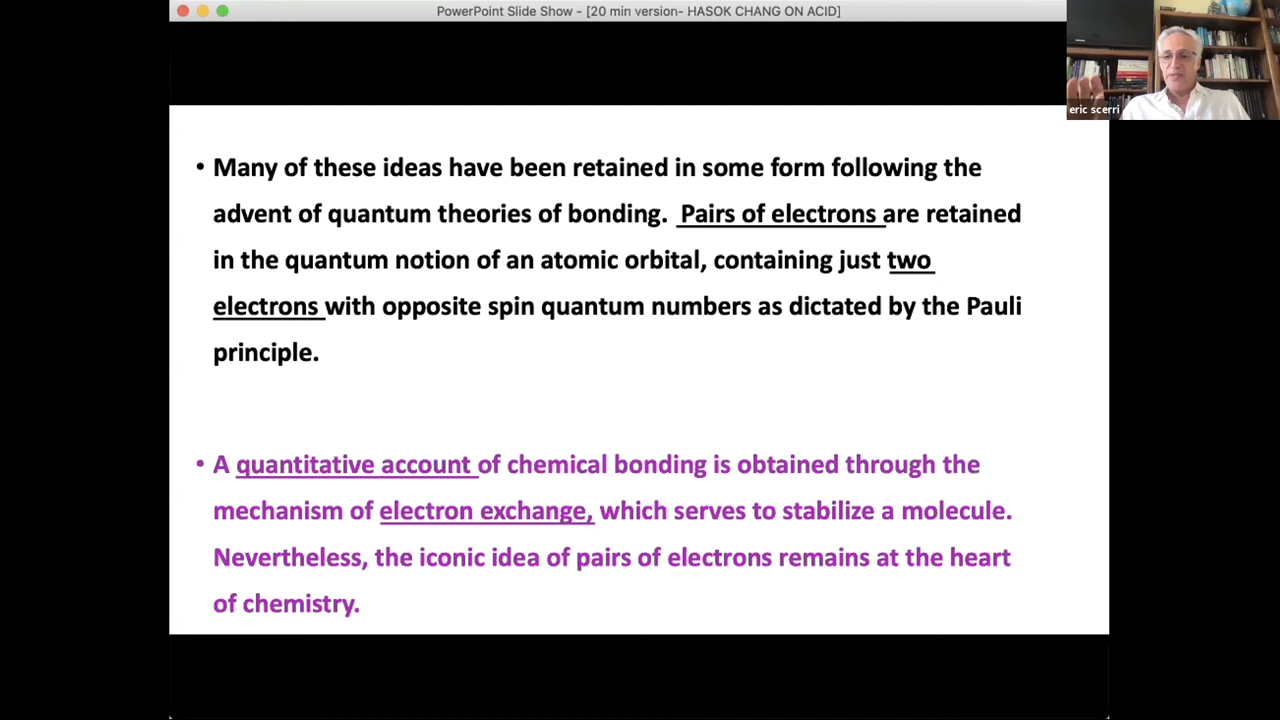 PowerPoint Slide Show - [20 min version- HASOK CHANG ON ACID]
eric scerri
• Many of these ideas have been retained in some form following the
advent of quantum theories of bonding. Pairs of electrons are retained
in the quantum notion of an atomic orbital, containing just two
electrons with opposite spin quantum numbers as dictated by the Pauli
principle.
• A quantitative account of chemical bonding is obtained through the
mechanism of electron exchange, which serves to stabilize a molecule.
Nevertheless, the iconic idea of pairs of electrons remains at the heart
of chemistry.